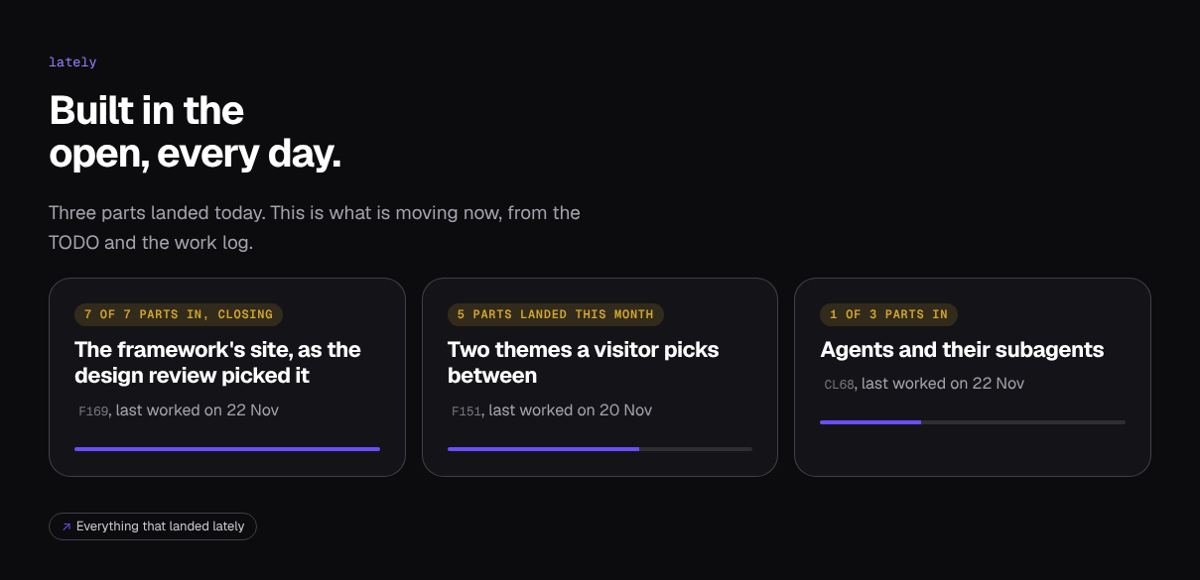 lately
Built in the
open, every day.
Three parts landed today. This is what is moving now, from the
TODO and the work log.
7 OF 7 PARTS IN, CLOSING
The framework's site, as the
design review picked it
F169, last worked on 22 Nov
5 PARTS LANDED THIS MONTH
Two themes a visitor picks
between
F151, last worked on 20 Nov
1 OF 3 PARTS IN
Agents and their subagents
CL68, last worked on 22 Nov
↗ Everything that landed lately